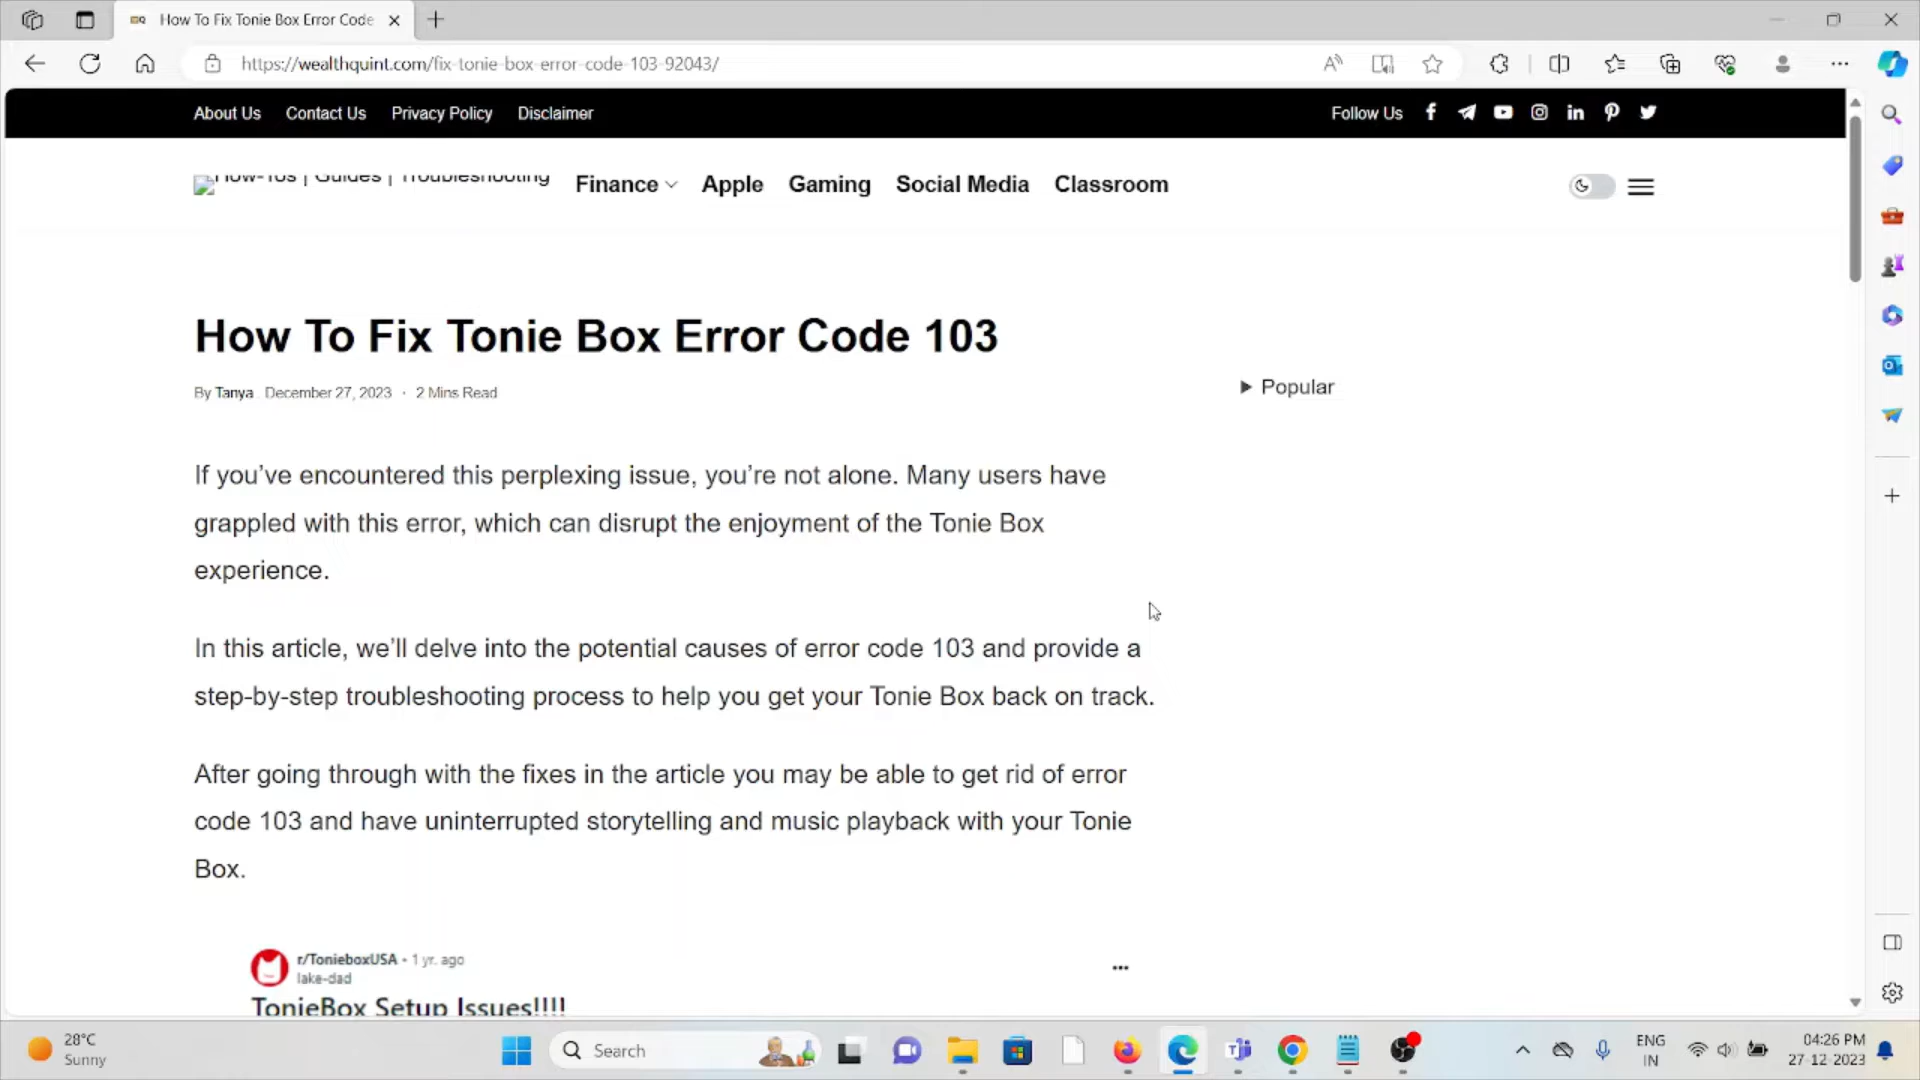 How To Fix Tonie Box Error Code
https://wealthquint.com/fix-tonie-box-error-code-103-92043/
About Us Contact Us Privacy Policy Disclaimer Follow Us
How-Tos | Guides | Troubleshooting Finance Apple Gaming Social Media Classroom
How To Fix Tonie Box Error Code 103
By Tanya . December 27, 2023 · 2 Mins Read
▶ Popular
If you’ve encountered this perplexing issue, you’re not alone. Many users have
grappled with this error, which can disrupt the enjoyment of the Tonie Box
experience.
In this article, we’ll delve into the potential causes of error code 103 and provide a
step-by-step troubleshooting process to help you get your Tonie Box back on track.
After going through with the fixes in the article you may be able to get rid of error
code 103 and have uninterrupted storytelling and music playback with your Tonie
Box.
r/TonieboxUSA • 1 yr. ago
lake-dad
TonieBox Setup Issues!!!!
28°C
Sunny
Search
ENG
IN
04:26 PM
27-12-2023